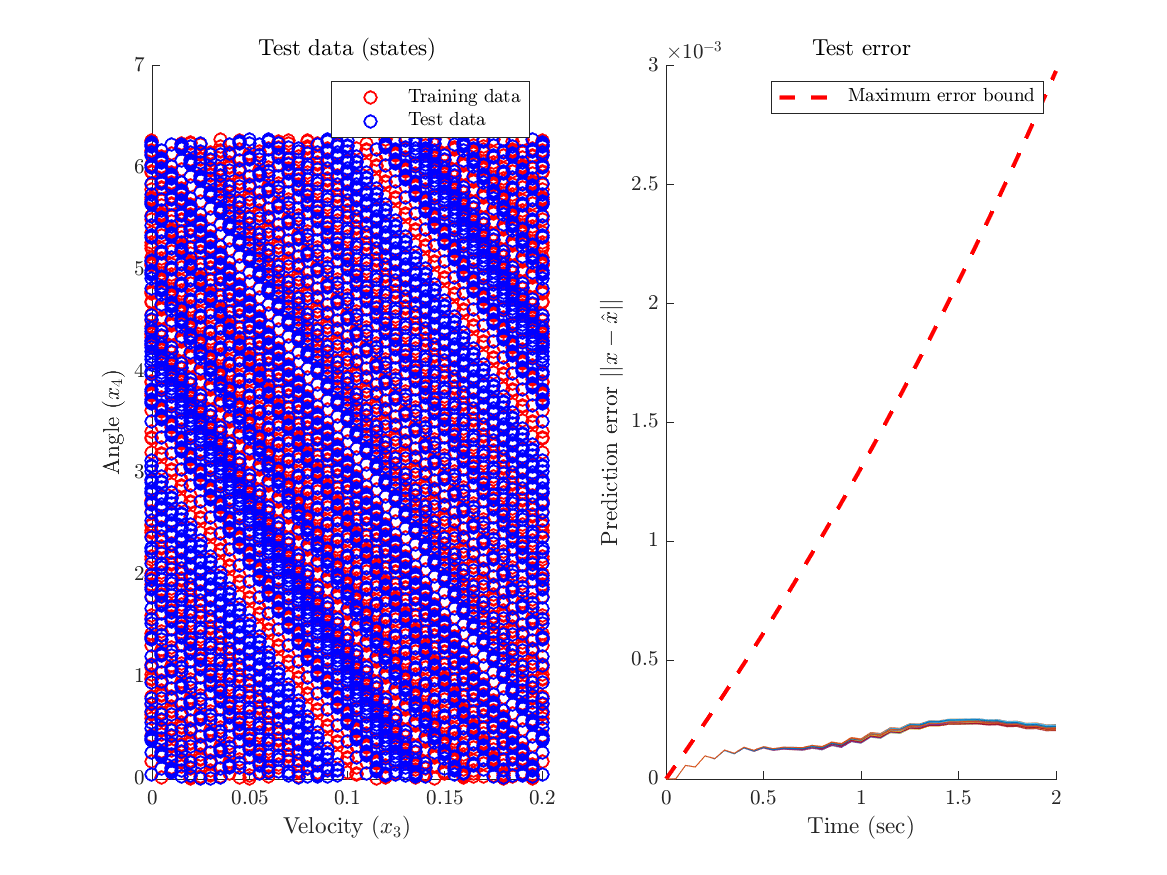 Test data (states)
7
6
5
4
3
2
1
0
0 0.05 0.1 0.15 0.2
Velocity (x₃)
Angle (x₄)
Training data
Test data
Test error
×10⁻³
3
2.5
2
1.5
1
0.5
0
0 0.5 1 1.5 2
Time (sec)
Prediction error ||x − x̂||
Maximum error bound